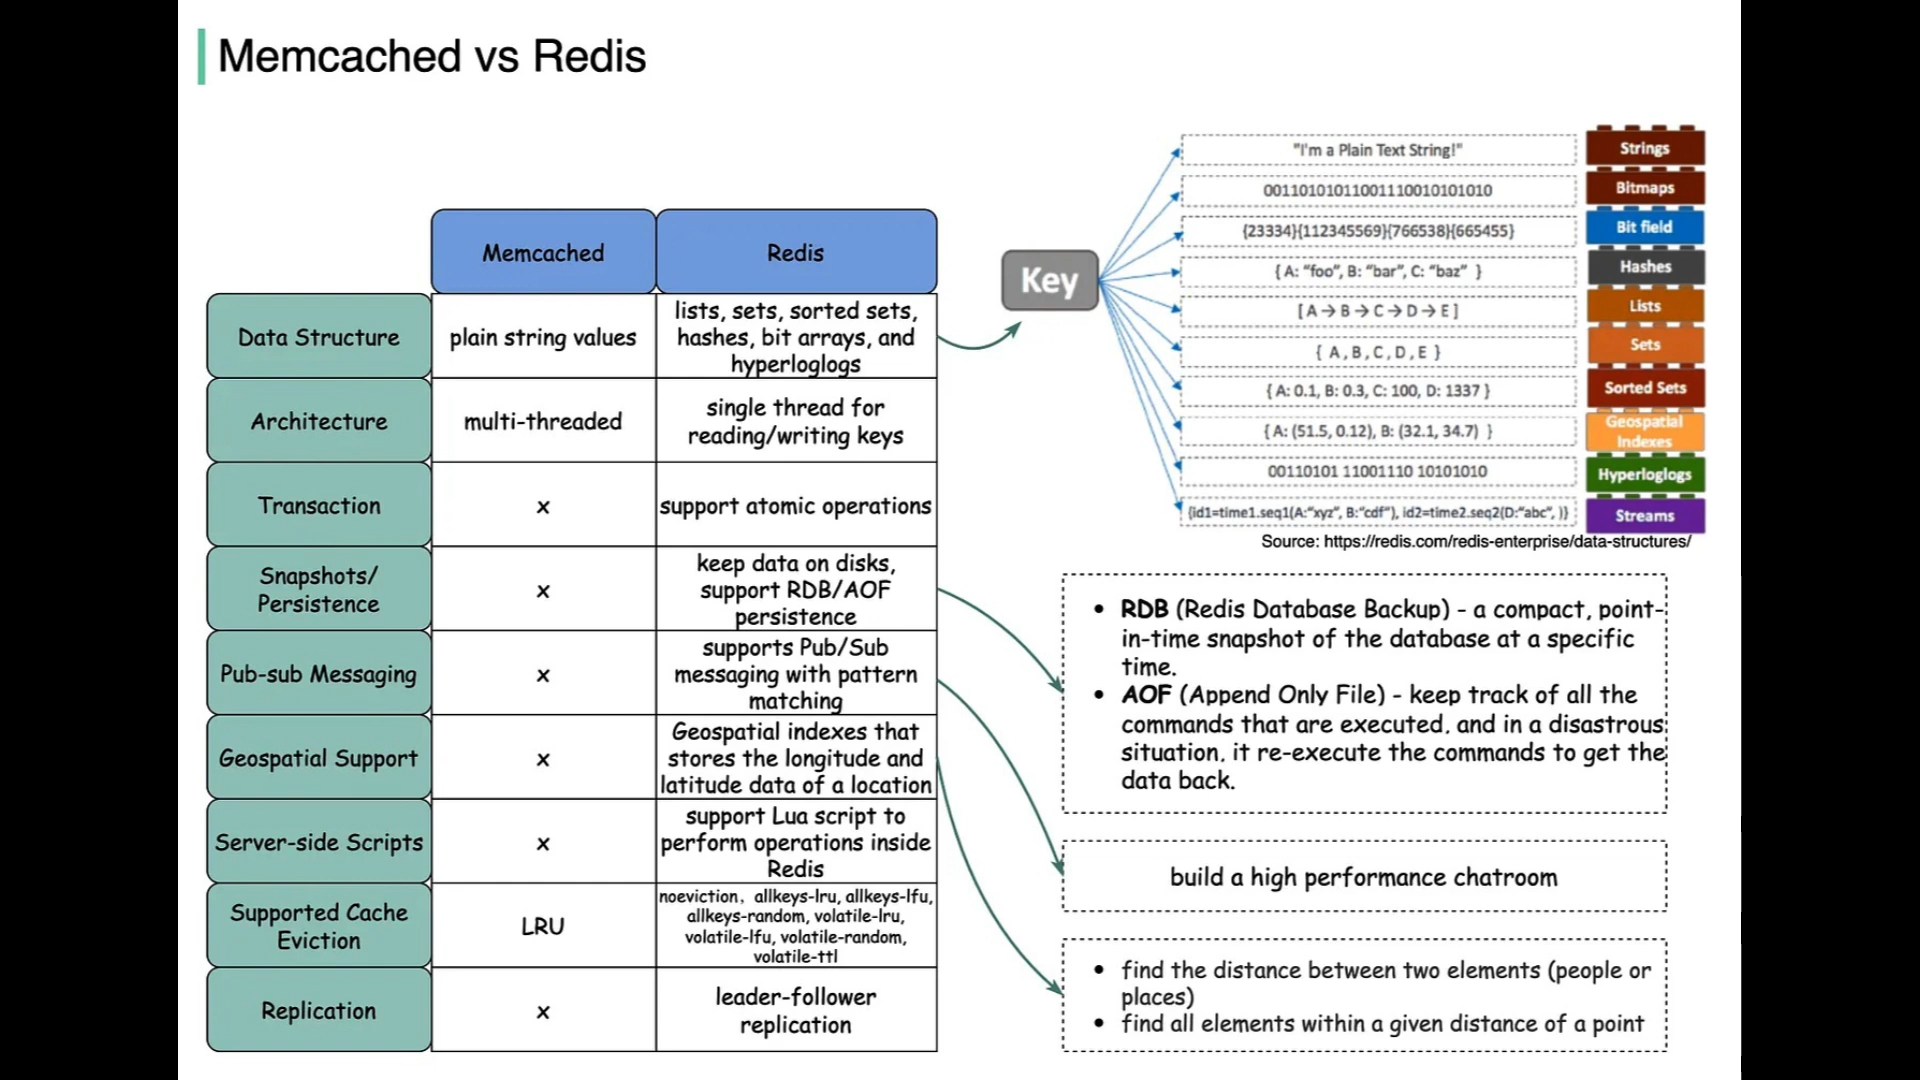 Memcached vs Redis
Memcached
Redis
Data Structure
plain string values
lists, sets, sorted sets,
hashes, bit arrays, and
hyperloglogs
Architecture
multi-threaded
single thread for
reading/writing keys
Transaction
x
support atomic operations
Snapshots/
Persistence
x
keep data on disks,
support RDB/AOF
persistence
Pub-sub Messaging
x
supports Pub/Sub
messaging with pattern
matching
Geospatial Support
x
Geospatial indexes that
stores the longitude and
latitude data of a location
Server-side Scripts
x
support Lua script to
perform operations inside
Redis
Supported Cache
Eviction
LRU
noeviction, allkeys-lru, allkeys-lfu,
allkeys-random, volatile-lru,
volatile-lfu, volatile-random,
volatile-ttl
Replication
x
leader-follower
replication
Key
"I'm a Plain Text String!"
Strings
00110101011001110010101010
Bitmaps
{23334}{112345569}{766538}{665455}
Bit field
{ A: "foo", B: "bar", C: "baz" }
Hashes
[ A → B → C → D → E ]
Lists
{ A , B , C , D , E }
Sets
{ A: 0.1, B: 0.3, C: 100, D: 1337 }
Sorted Sets
{ A: (51.5, 0.12), B: (32.1, 34.7) }
Geospatial
Indexes
00110101 11001110 10101010
Hyperloglogs
{id1=time1.seq1(A:"xyz", B:"cdf"), id2=time2.seq2(D:"abc", )}
Streams
Source: https://redis.com/redis-enterprise/data-structures/
• RDB (Redis Database Backup) - a compact, point-
in-time snapshot of the database at a specific
time.
• AOF (Append Only File) - keep track of all the
commands that are executed, and in a disastrous
situation, it re-execute the commands to get the
data back.
build a high performance chatroom
• find the distance between two elements (people or
places)
• find all elements within a given distance of a point